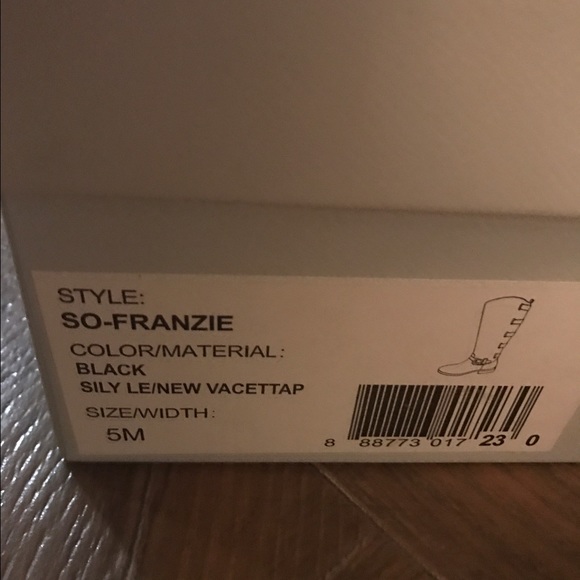 STYLE:
SO-FRANZIE
COLOR/MATERIAL:
BLACK
SILY LE/NEW VACETTAP
SIZE/WIDTH:
5M
8 88773 017 23 0